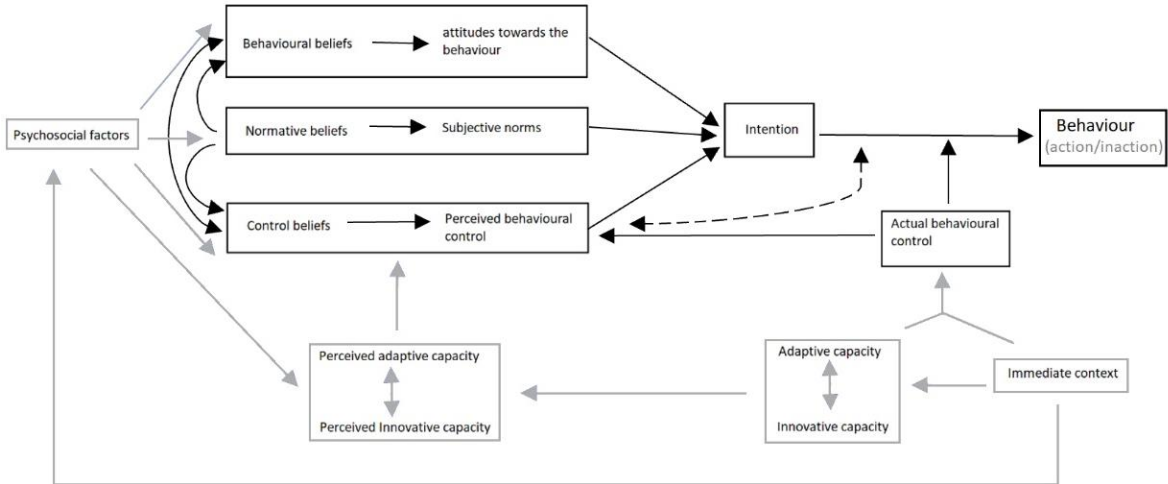 Behavioural beliefs
attitudes towards the
behaviour
Psychosocial factors
Normative beliefs
Subjective norms
Intention
Behaviour
(action/inaction)
Control beliefs
Perceived behavioural
control
Actual behavioural
control
Perceived adaptive capacity
Perceived Innovative capacity
Adaptive capacity
Innovative capacity
Immediate context